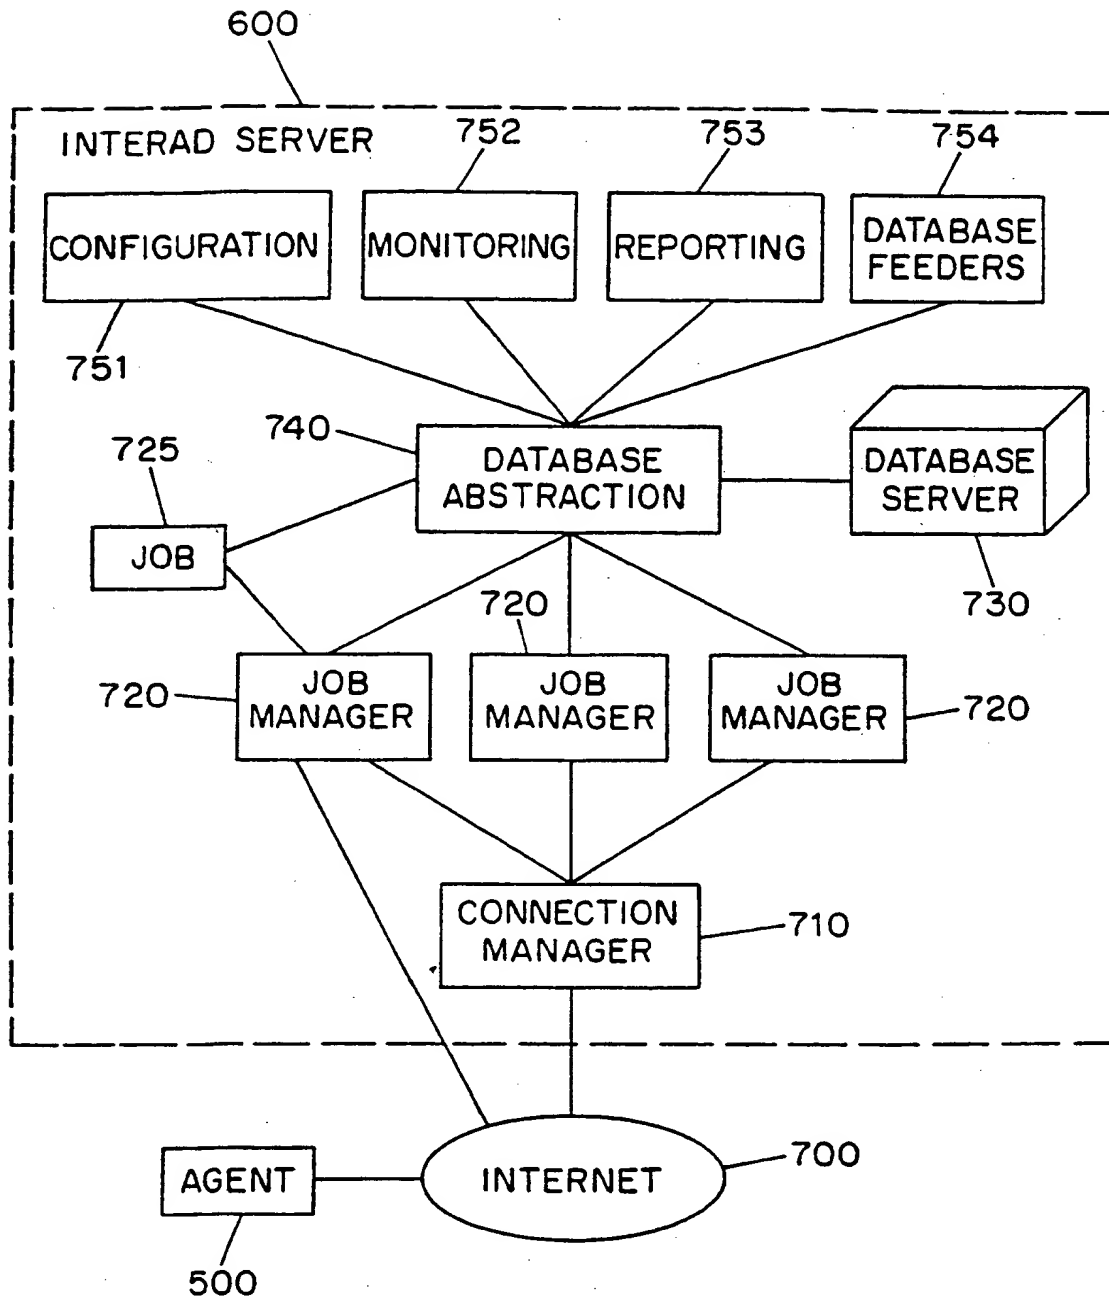 600
INTERAD SERVER
752
753
754
CONFIGURATION
MONITORING
REPORTING
DATABASE
FEEDERS
751
740
725
DATABASE
ABSTRACTION
DATABASE
SERVER
JOB
720
730
720
JOB
MANAGER
JOB
MANAGER
JOB
MANAGER
720
CONNECTION
MANAGER
710
700
AGENT
INTERNET
500